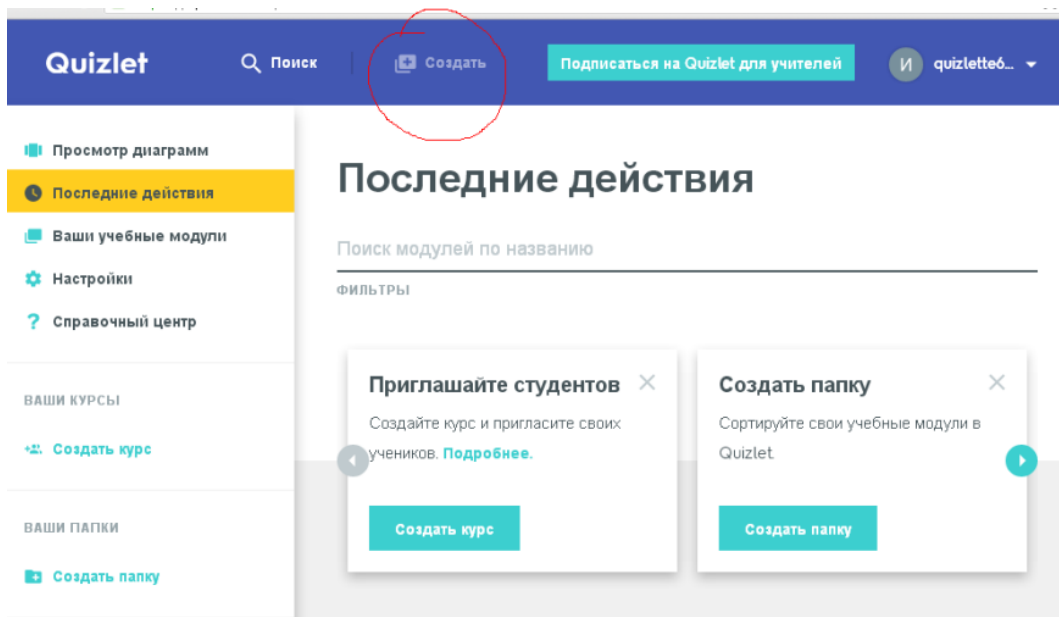 Quizlet
Поиск
Создать
Подписаться на Quizlet для учителей
И
quizlette6...
Просмотр диаграмм
Последние действия
Ваши учебные модули
Настройки
? Справочный центр
ВАШИ КУРСЫ
Создать курс
ВАШИ ПАПКИ
Создать папку
Последние действия
Поиск модулей по названию
ФИЛЬТРЫ
Приглашайте студентов
Создайте курс и пригласите своих
учеников. Подробнее.
Создать курс
Создать папку
Сортируйте свои учебные модули в
Quizlet.
Создать папку